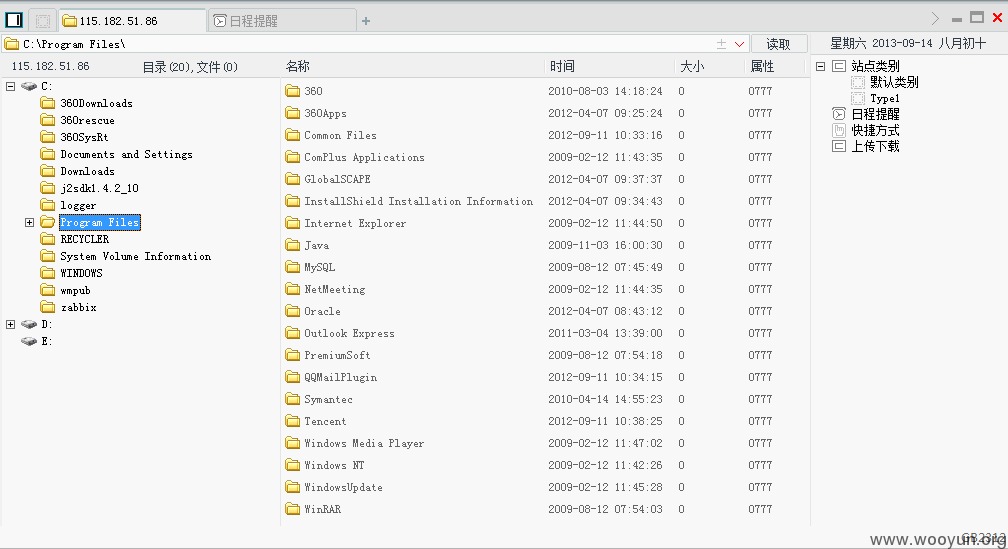 115.182.51.86
日程提醒
C:\Program Files\
读取
星期六 2013-09-14 八月初十
115.182.51.86 目录(20),文件(0)
名称 时间 大小 属性
C:
360Downloads
360rescue
360SysRt
Documents and Settings
Downloads
j2sdk1.4.2_10
logger
Program Files
RECYCLER
System Volume Information
WINDOWS
wmpub
zabbix
D:
E:
360 2010-08-03 14:18:24 0 0777
360Apps 2012-04-07 09:25:24 0 0777
Common Files 2012-09-11 10:33:16 0 0777
ComPlus Applications 2009-02-12 11:43:35 0 0777
GlobalSCAPE 2012-04-07 09:37:37 0 0777
InstallShield Installation Information 2012-04-07 09:34:43 0 0777
Internet Explorer 2009-02-12 11:44:50 0 0777
Java 2009-11-03 16:00:30 0 0777
MySQL 2009-08-12 07:45:49 0 0777
NetMeeting 2009-02-12 11:44:35 0 0777
Oracle 2012-04-07 08:43:12 0 0777
Outlook Express 2011-03-04 13:39:00 0 0777
PremiumSoft 2009-08-12 07:54:18 0 0777
QQMailPlugin 2012-09-11 10:34:15 0 0777
Symantec 2010-04-14 14:55:23 0 0777
Tencent 2012-09-11 10:38:25 0 0777
Windows Media Player 2009-02-12 11:47:02 0 0777
Windows NT 2009-02-12 11:42:26 0 0777
WindowsUpdate 2009-02-12 11:45:28 0 0777
WinRAR 2009-08-12 07:54:03 0 0777
站点类别
默认类别
Type1
日程提醒
快捷方式
上传下载
GB2312
www.wooyun.org